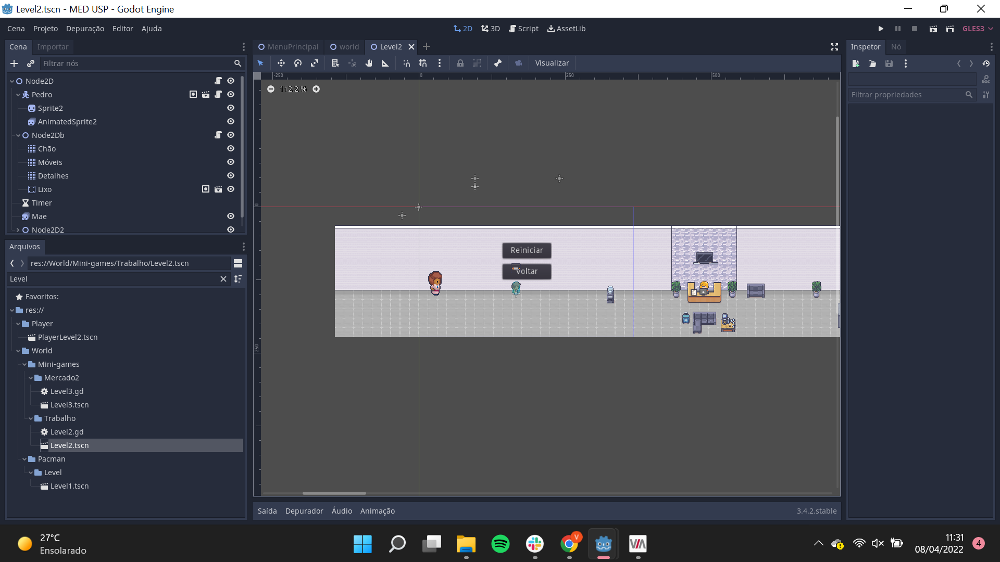 Level2.tscn - MED USP - Godot Engine
Cena Projeto Depuração Editor Ajuda
2D 3D Script AssetLib
GLES3
Cena Importar
MenuPrincipal world Level2
Inspetor Nó
Filtrar nós
Visualizar
Node2D
Pedro
Sprite2
AnimatedSprite2
Node2Db
Chão
Móveis
Detalhes
Lixo
Timer
Mae
Node2D2
-250 0 250 500
112.2 %
0
250
Reiniciar
Voltar
Filtrar propriedades
Arquivos
res://World/Mini-games/Trabalho/Level2.tscn
Level
Favoritos:
res://
Player
PlayerLevel2.tscn
World
Mini-games
Mercado2
Level3.gd
Level3.tscn
Trabalho
Level2.gd
Level2.tscn
Pacman
Level
Level1.tscn
Saída Depurador Áudio Animação
3.4.2.stable
27°C
Ensolarado
V
VIA
11:31
08/04/2022
4